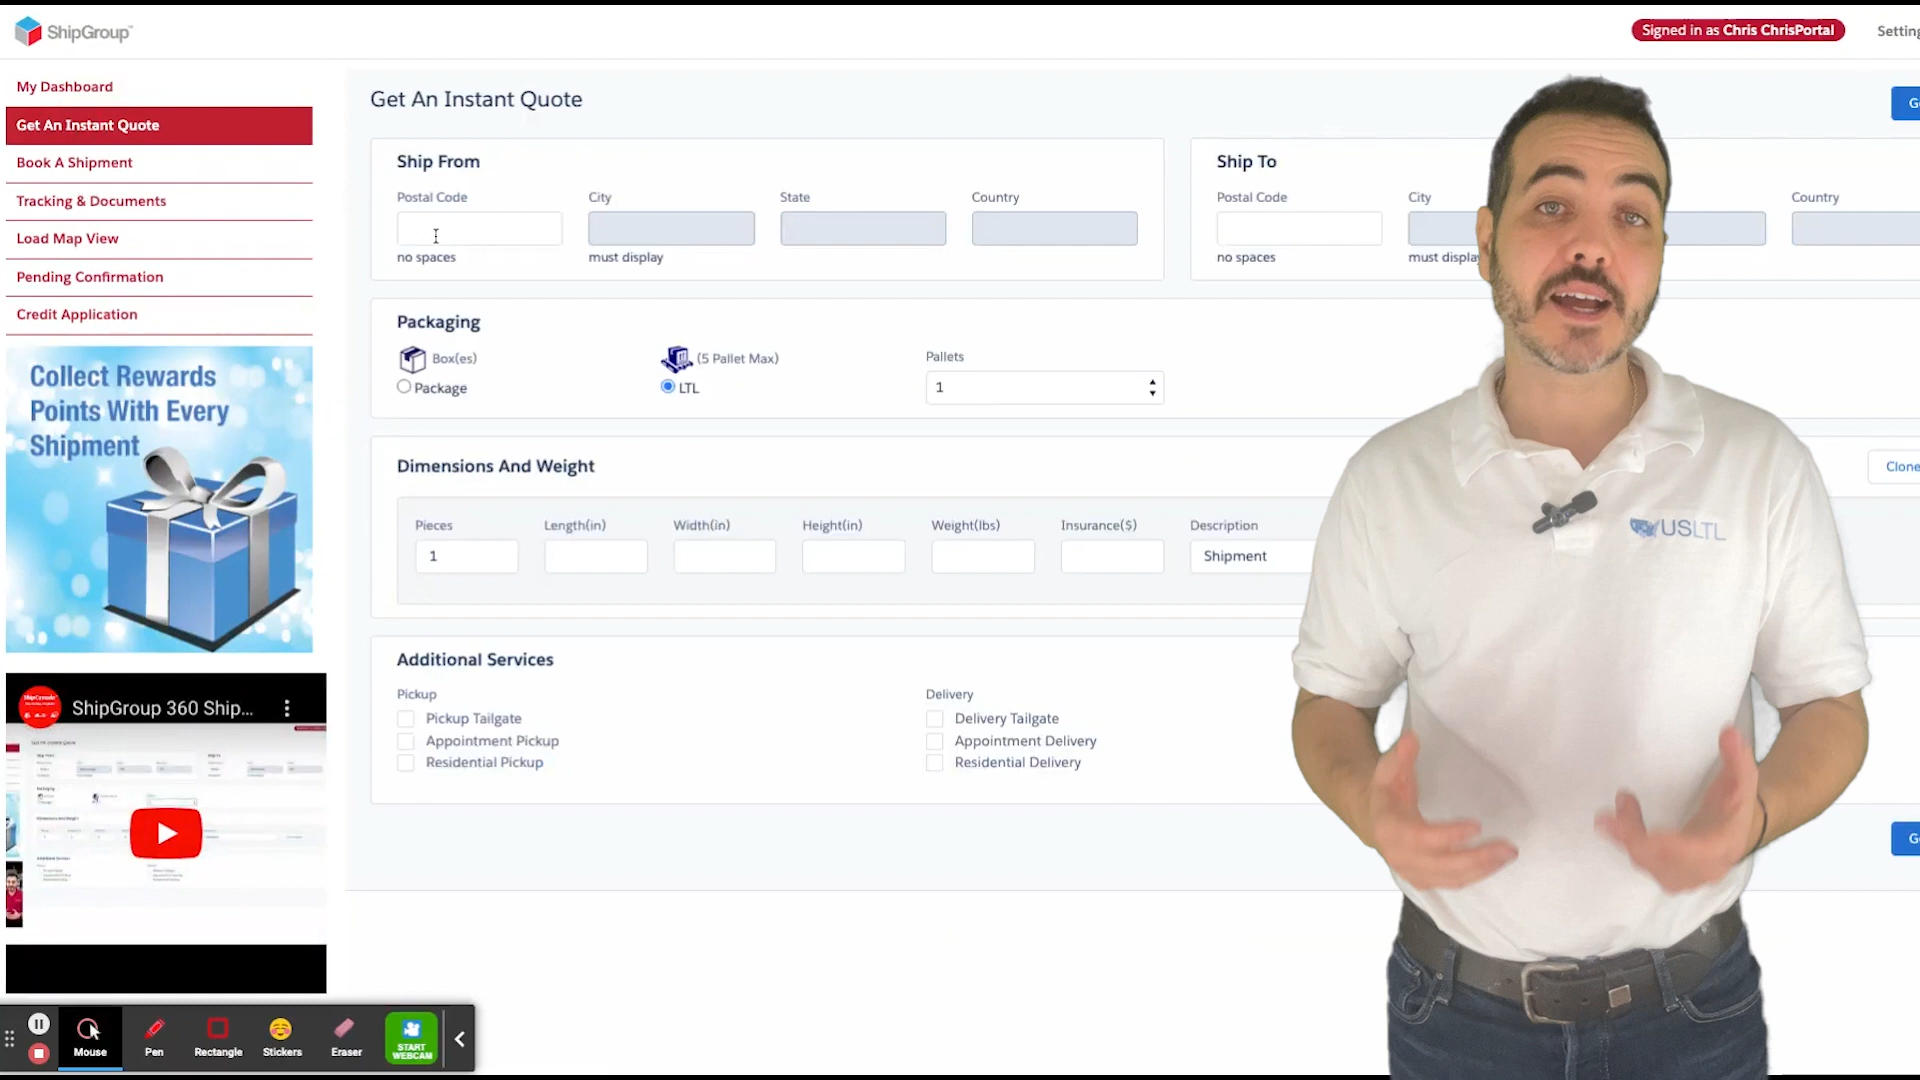 ShipGroup™
Signed in as Chris ChrisPortal
Setting
My Dashboard
Get An Instant Quote
Book A Shipment
Tracking & Documents
Load Map View
Pending Confirmation
Credit Application
Collect Rewards
Points With Every
Shipment
ShipGroup 360 Ship...
Get An Instant Quote
G
Ship From
Postal Code
City
State
Country
no spaces
must display
Ship To
Postal Code
City
Country
no spaces
must display
Packaging
Box(es)
Package
(5 Pallet Max)
LTL
Pallets
1
Dimensions And Weight
Clone
Pieces
Length(in)
Width(in)
Height(in)
Weight(lbs)
Insurance($)
Description
1
Shipment
Additional Services
Pickup
Pickup Tailgate
Appointment Pickup
Residential Pickup
Delivery
Delivery Tailgate
Appointment Delivery
Residential Delivery
G
USLTL
Mouse
Pen
Rectangle
Stickers
Eraser
START
WEBCAM